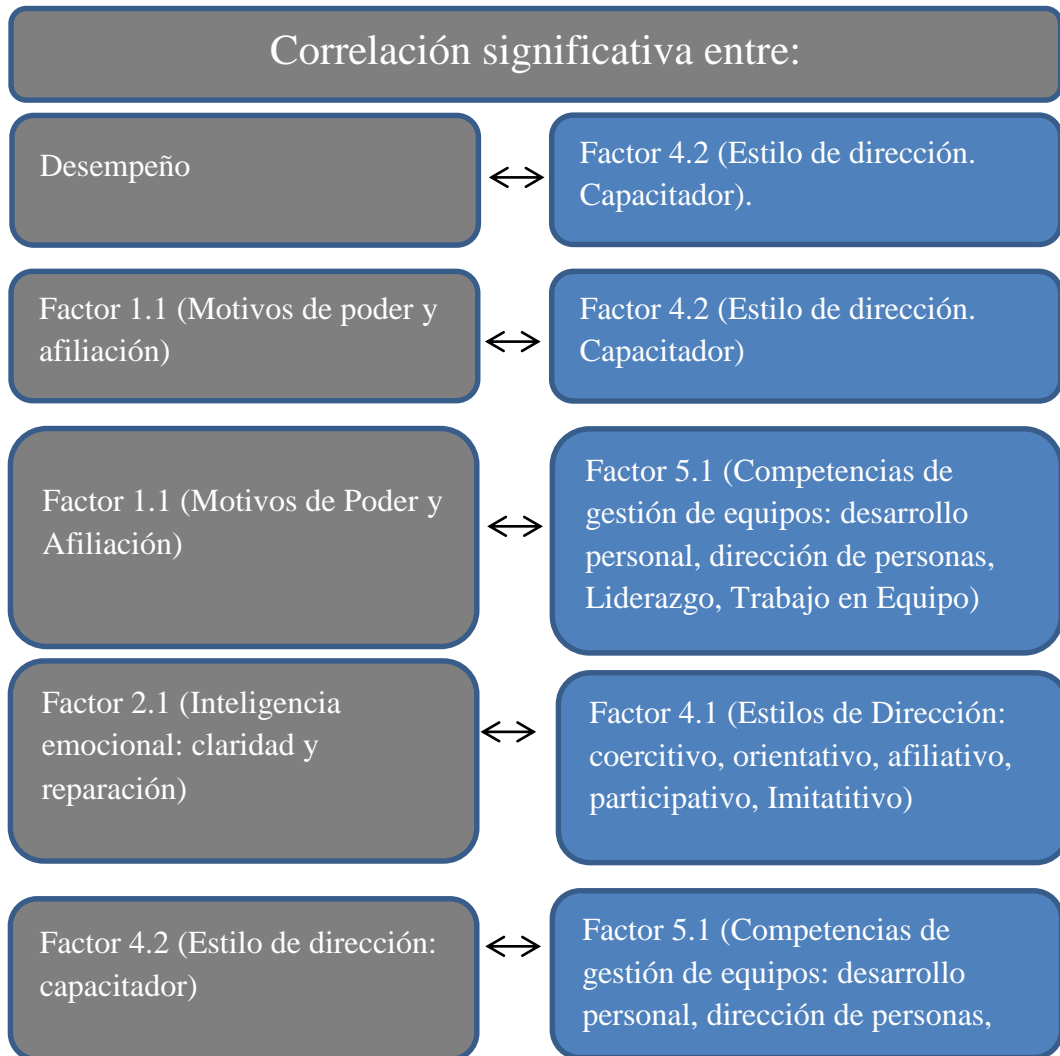 Correlación significativa entre:
Desempeño
Factor 4.2 (Estilo de dirección.
Capacitador).
Factor 1.1 (Motivos de poder y
afiliación)
Factor 4.2 (Estilo de dirección.
Capacitador)
Factor 1.1 (Motivos de Poder y
Afiliación)
Factor 5.1 (Competencias de
gestión de equipos: desarrollo
personal, dirección de personas,
Liderazgo, Trabajo en Equipo)
Factor 2.1 (Inteligencia
emocional: claridad y
reparación)
Factor 4.1 (Estilos de Dirección:
coercitivo, orientativo, afiliativo,
participativo, Imitatitivo)
Factor 4.2 (Estilo de dirección:
capacitador)
Factor 5.1 (Competencias de
gestión de equipos: desarrollo
personal, dirección de personas,